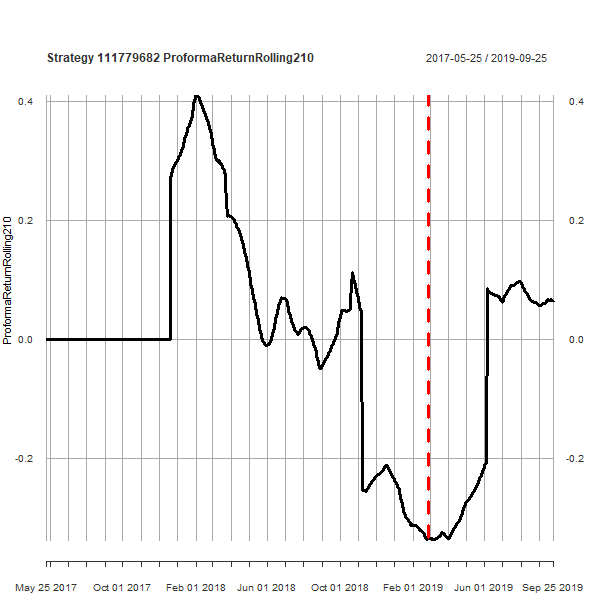 Strategy 111779682 ProformaReturnRolling210
2017-05-25 / 2019-09-25
ProformaReturnRolling210
0.4
0.4
0.2
0.2
0.0
0.0
-0.2
-0.2
May 25 2017
Oct 01 2017
Feb 01 2018
Jun 01 2018
Oct 01 2018
Feb 01 2019
Jun 01 2019
Sep 25 2019